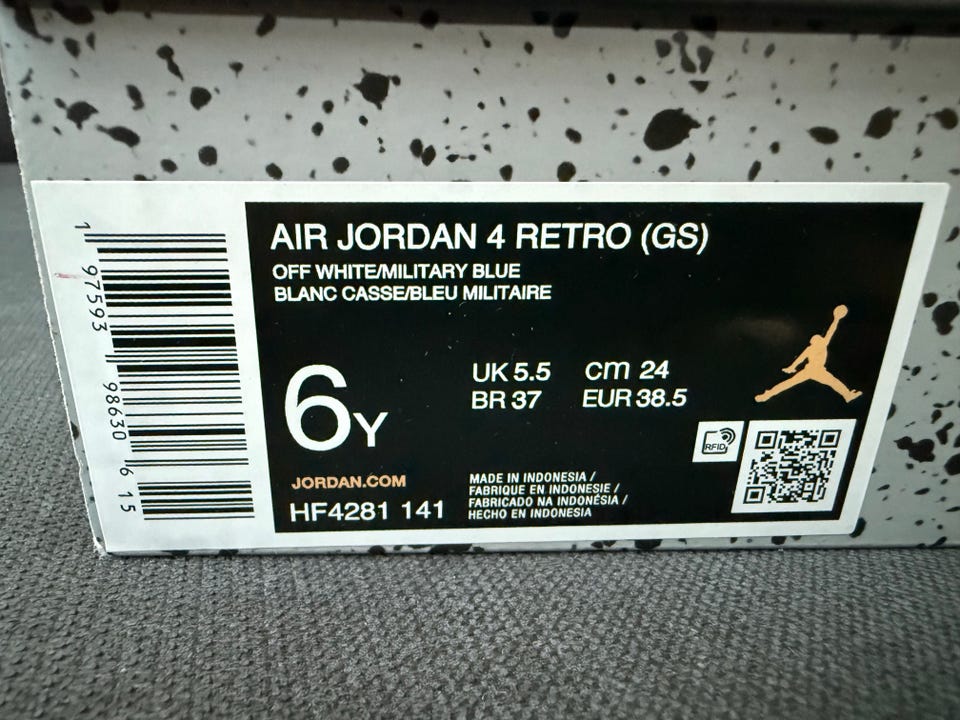 AIR JORDAN 4 RETRO (GS)
OFF WHITE/MILITARY BLUE
BLANC CASSE/BLEU MILITAIRE
6Y
UK 5.5 cm 24
BR 37 EUR 38.5
RFID
JORDAN.COM
HF4281 141
MADE IN INDONESIA /
FABRIQUE EN INDONESIE /
FABRICADO NA INDONÉSIA /
HECHO EN INDONESIA
1 97593 98630 6 15